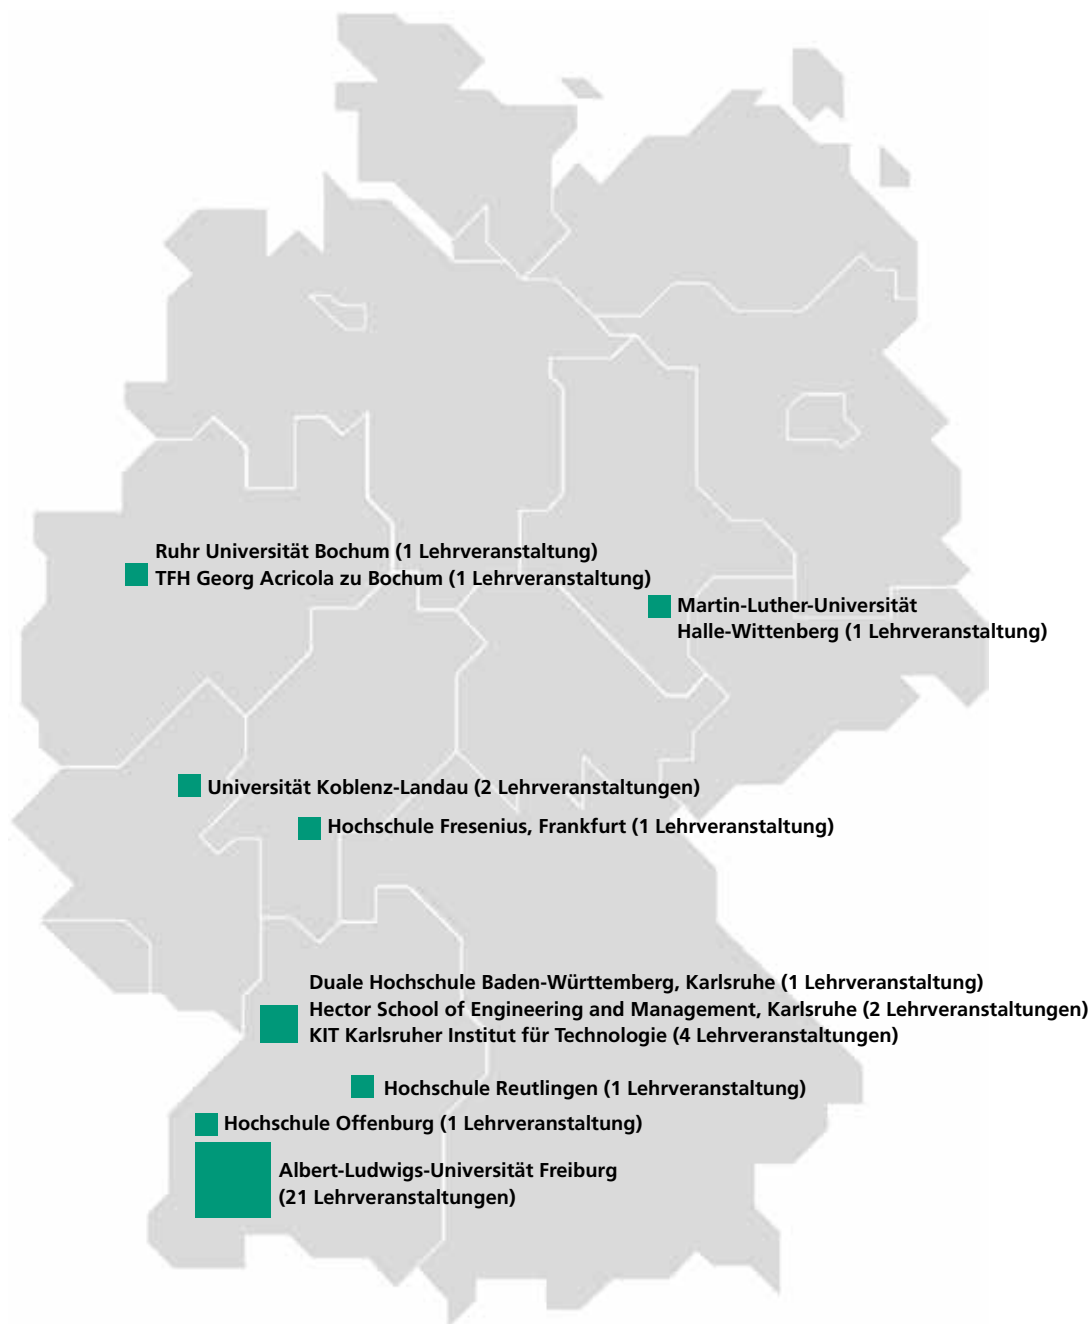 Ruhr Universität Bochum (1 Lehrveranstaltung)
TFH Georg Acricola zu Bochum (1 Lehrveranstaltung)
Martin-Luther-Universität
Halle-Wittenberg (1 Lehrveranstaltung)
Universität Koblenz-Landau (2 Lehrveranstaltungen)
Hochschule Fresenius, Frankfurt (1 Lehrveranstaltung)
Duale Hochschule Baden-Württemberg, Karlsruhe (1 Lehrveranstaltung)
Hector School of Engineering and Management, Karlsruhe (2 Lehrveranstaltungen)
KIT Karlsruher Institut für Technologie (4 Lehrveranstaltungen)
Hochschule Reutlingen (1 Lehrveranstaltung)
Hochschule Offenburg (1 Lehrveranstaltung)
Albert-Ludwigs-Universität Freiburg
(21 Lehrveranstaltungen)